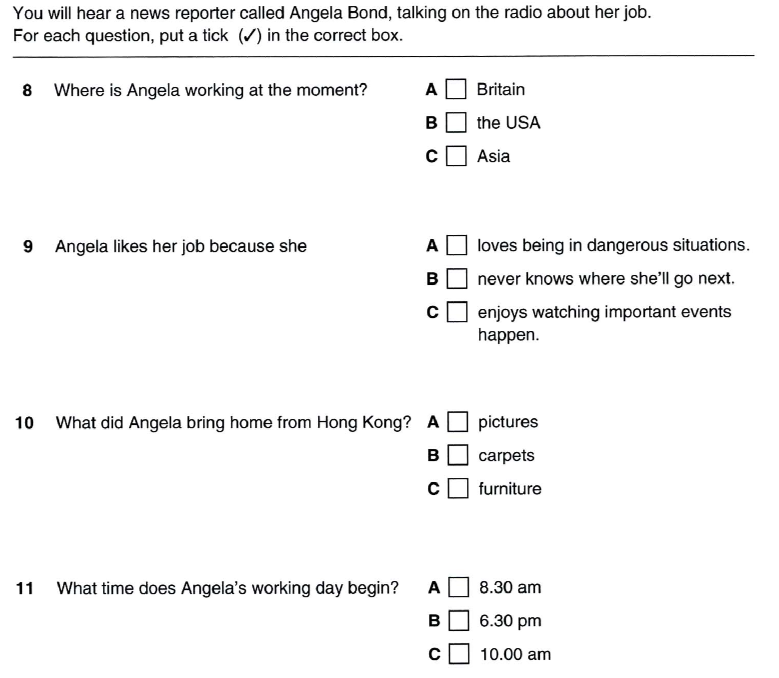 You will hear a news reporter called Angela Bond, talking on the radio about her job.
For each question, put a tick (✓) in the correct box.
8 Where is Angela working at the moment? A Britain
B the USA
C Asia
9 Angela likes her job because she A loves being in dangerous situations.
B never knows where she'll go next.
C enjoys watching important events
happen.
10 What did Angela bring home from Hong Kong? A pictures
B carpets
C furniture
11 What time does Angela's working day begin? A 8.30 am
B 6.30 pm
C 10.00 am